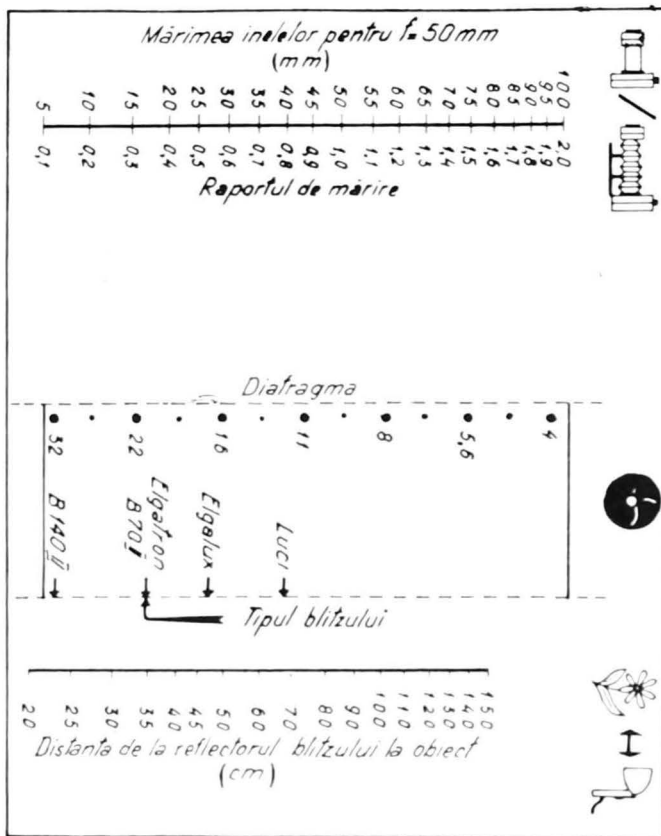 Mărimea inelelor pentru f=50mm
(mm)
5 10 15 20 25 30 35 40 45 50 55 60 65 70 75 80 85 90 95 100
0,1 0,2 0,3 0,4 0,5 0,6 0,7 0,8 0,9 1,0 1,1 1,2 1,3 1,4 1,5 1,6 1,7 1,8 1,9 2,0
Raportul de mărire
Diafragma
32 22 16 11 8 5,6 4
B 140 II
Elgatron
B 70 I
Elgalux
Luci
Tipul blitzului
20 25 30 35 40 45 50 60 70 80 90 100 110 120 130 140 150
Distanta de la reflectorul blitzului la obiect
(cm)